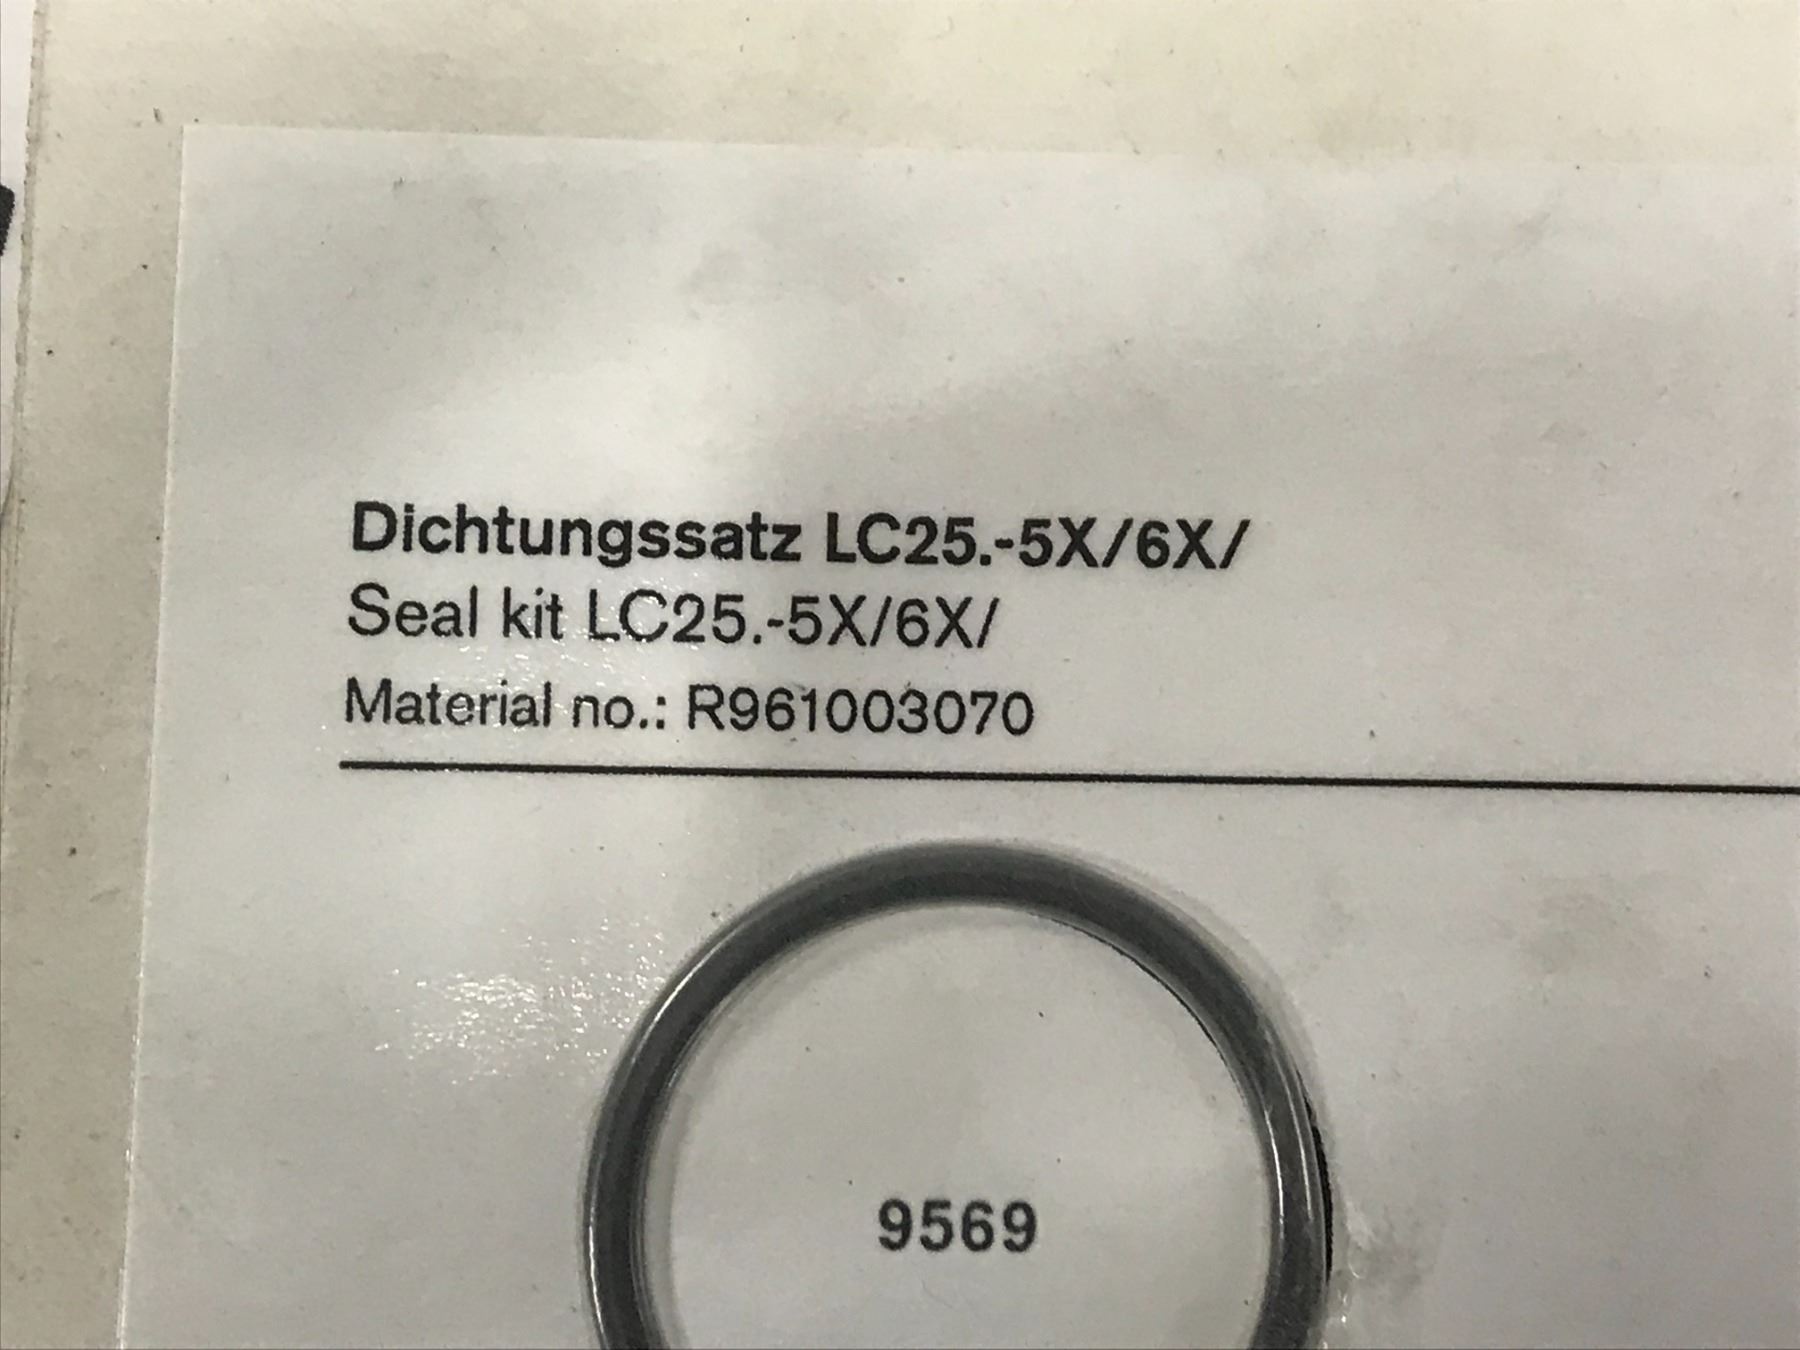 Dichtungssatz LC25.-5X/6X/
Seal kit LC25.-5X/6X/
Material no.: R961003070
9569